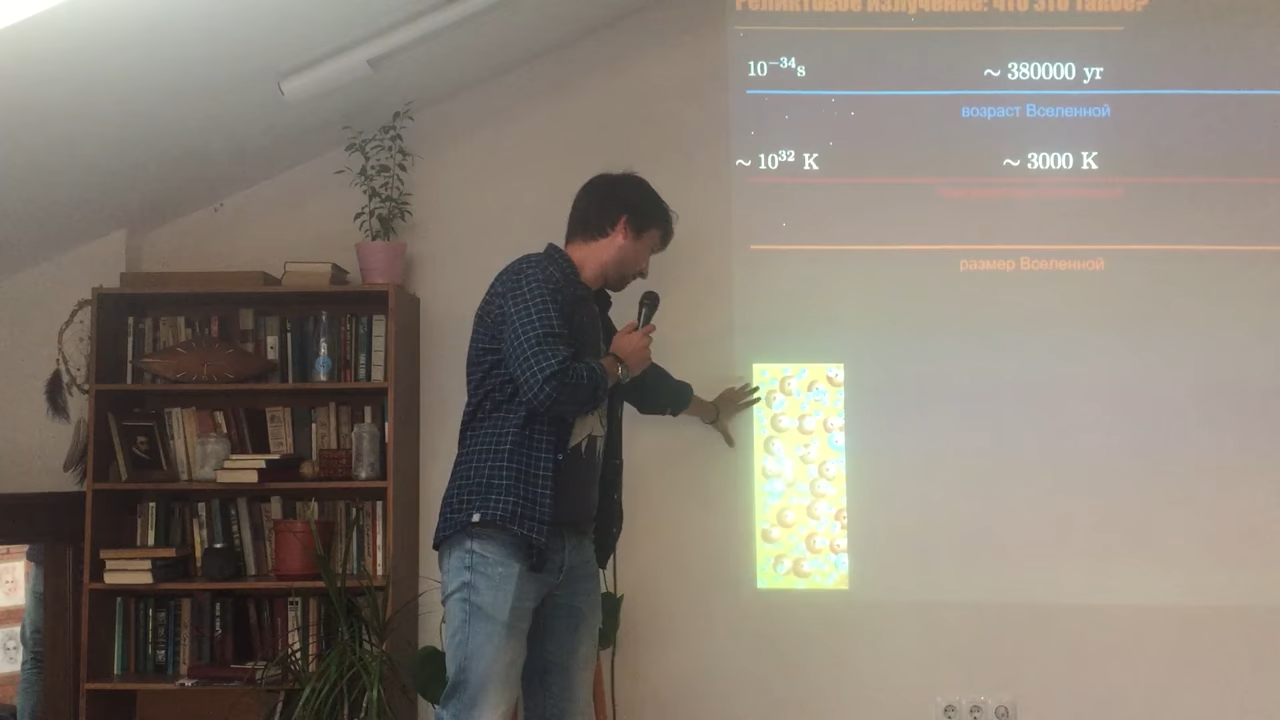 Реликтовое излучение: что это такое?
10⁻³⁴s ~ 380000 yr
возраст Вселенной
~ 10³² K ~ 3000 K
размер Вселенной